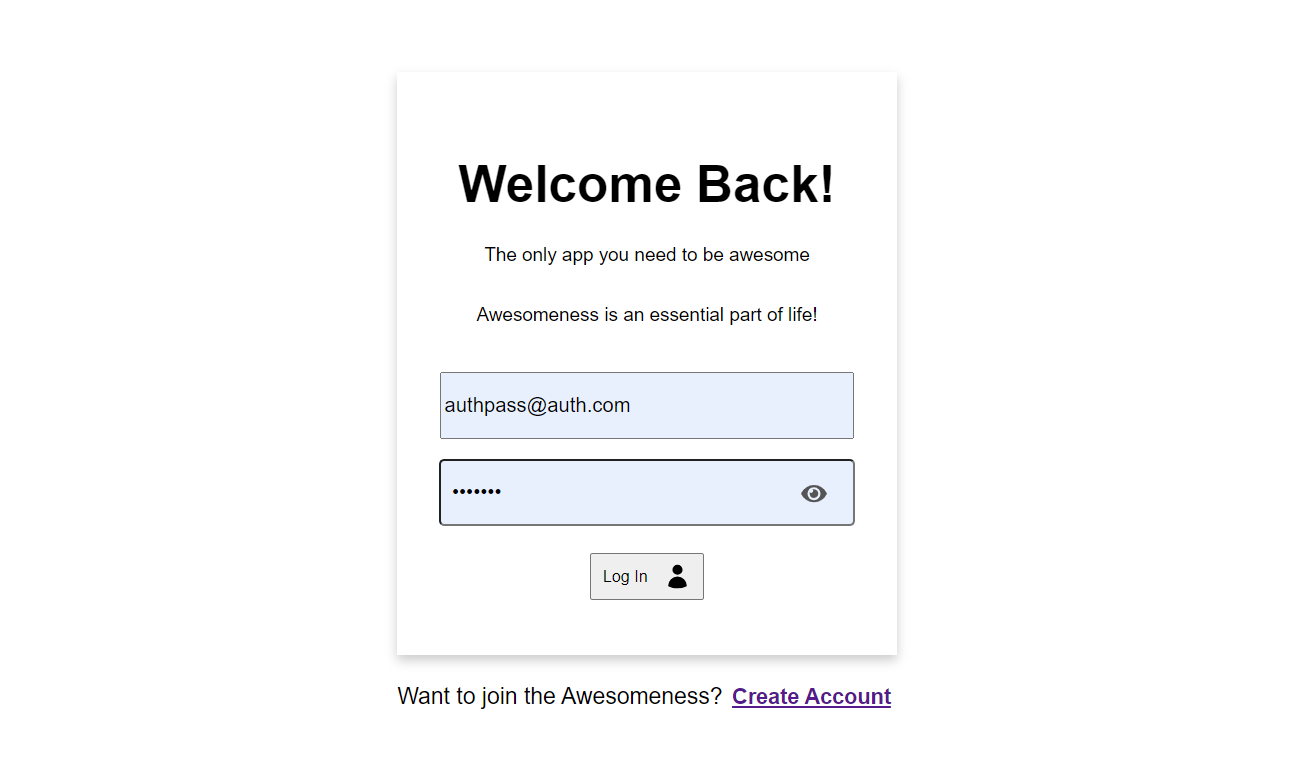 Welcome Back!
The only app you need to be awesome
Awesomeness is an essential part of life!
authpass@auth.com
•••••••
Log In
Want to join the Awesomeness? Create Account